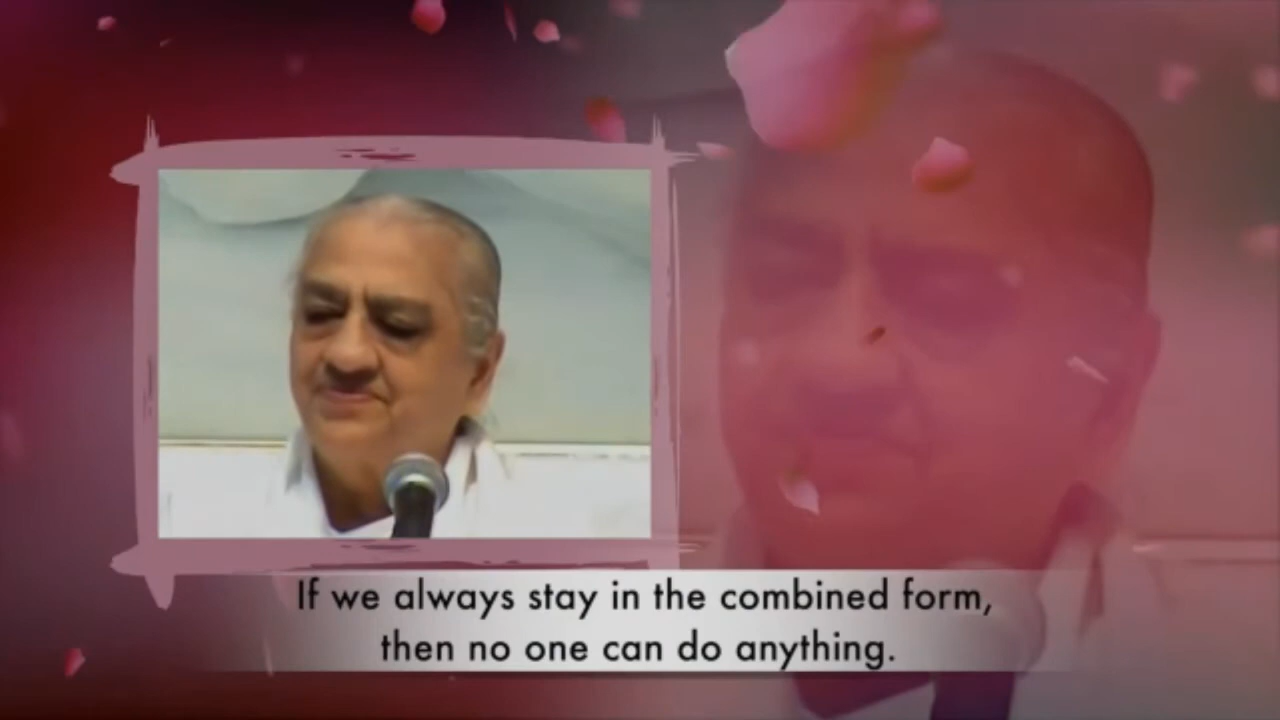 If we always stay in the combined form,
then no one can do anything.